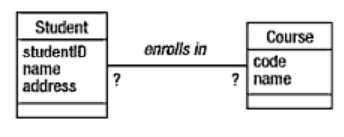 Student
studentID
name
address
enrolls in
?
?
Course
code
name